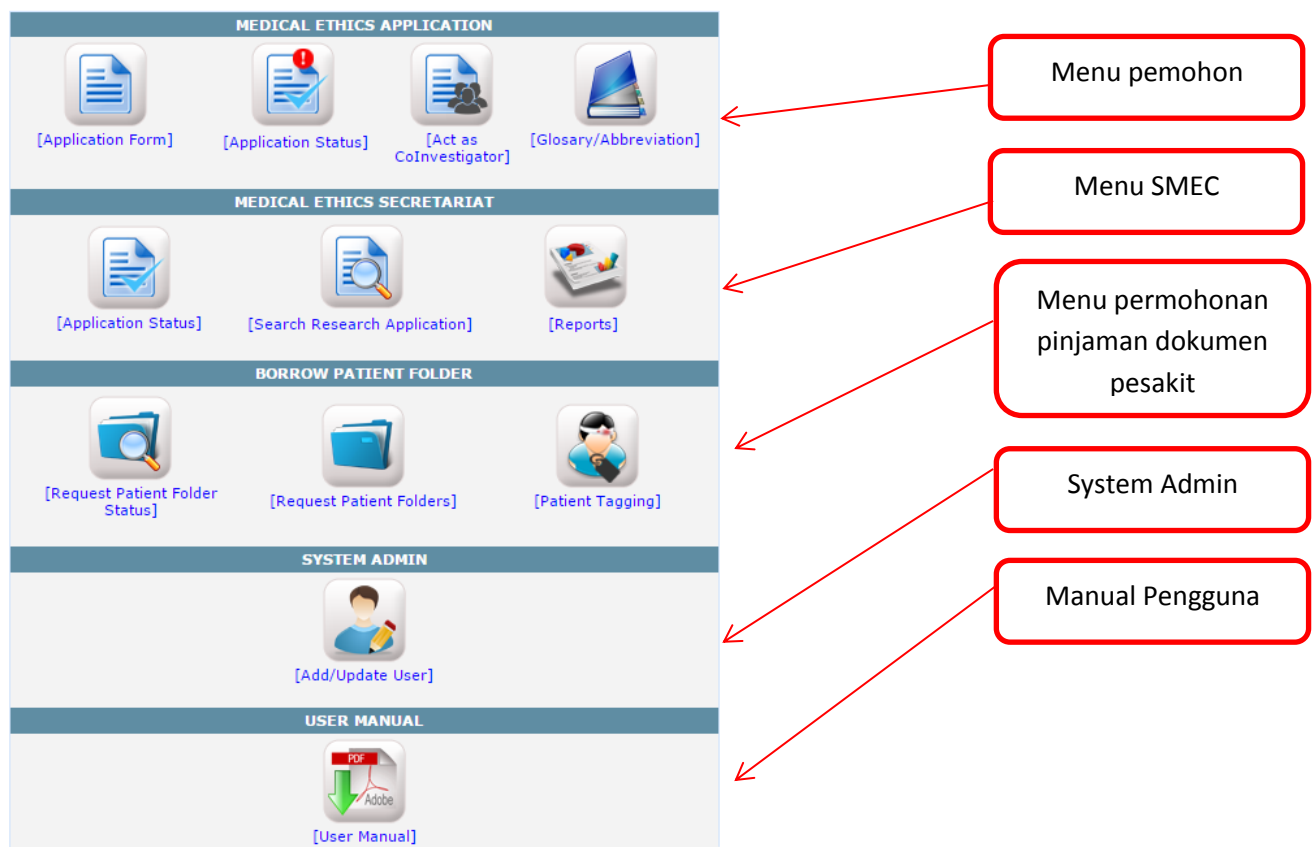 MEDICAL ETHICS APPLICATION
[Application Form]
[Application Status]
[Act as
CoInvestigator]
[Glosary/Abbreviation]
Menu pemohon
MEDICAL ETHICS SECRETARIAT
[Application Status]
[Search Research Application]
[Reports]
Menu SMEC
BORROW PATIENT FOLDER
[Request Patient Folder
Status]
[Request Patient Folders]
[Patient Tagging]
Menu permohonan
pinjaman dokumen
pesakit
SYSTEM ADMIN
[Add/Update User]
System Admin
USER MANUAL
PDF
Adobe
[User Manual]
Manual Pengguna